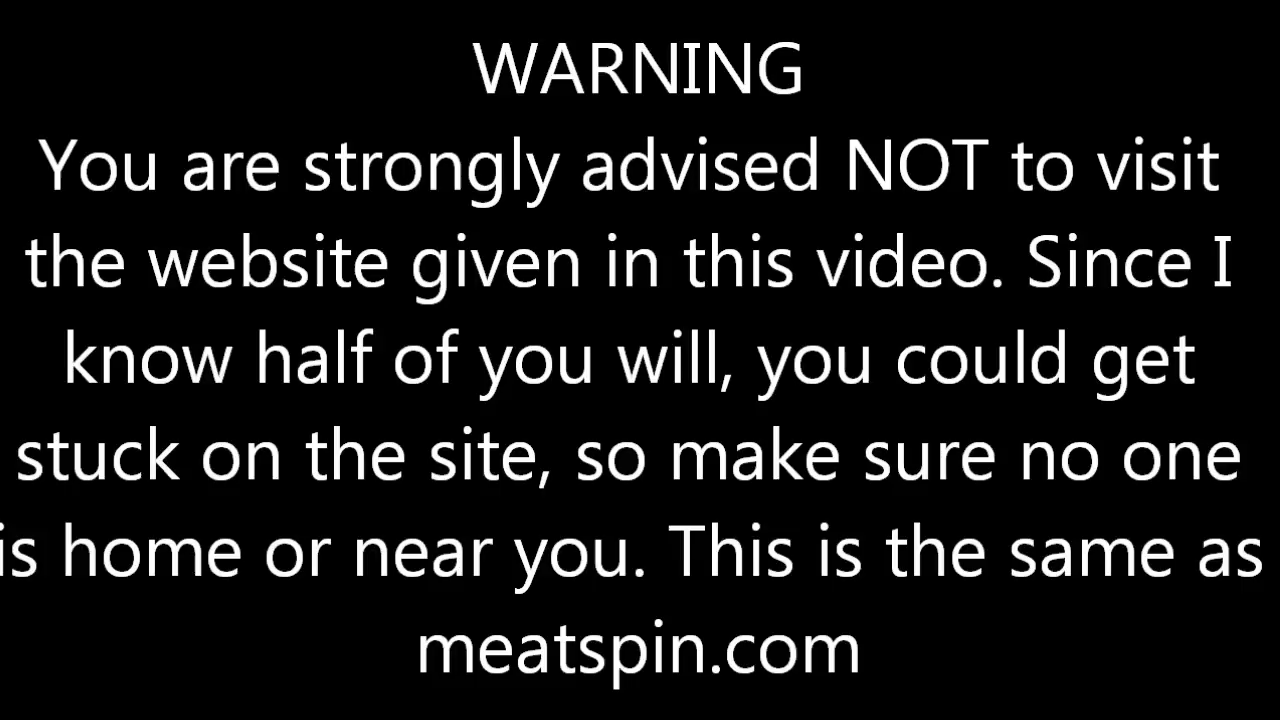 WARNING
You are strongly advised NOT to visit
the website given in this video. Since I
know half of you will, you could get
stuck on the site, so make sure no one
is home or near you. This is the same as
meatspin.com